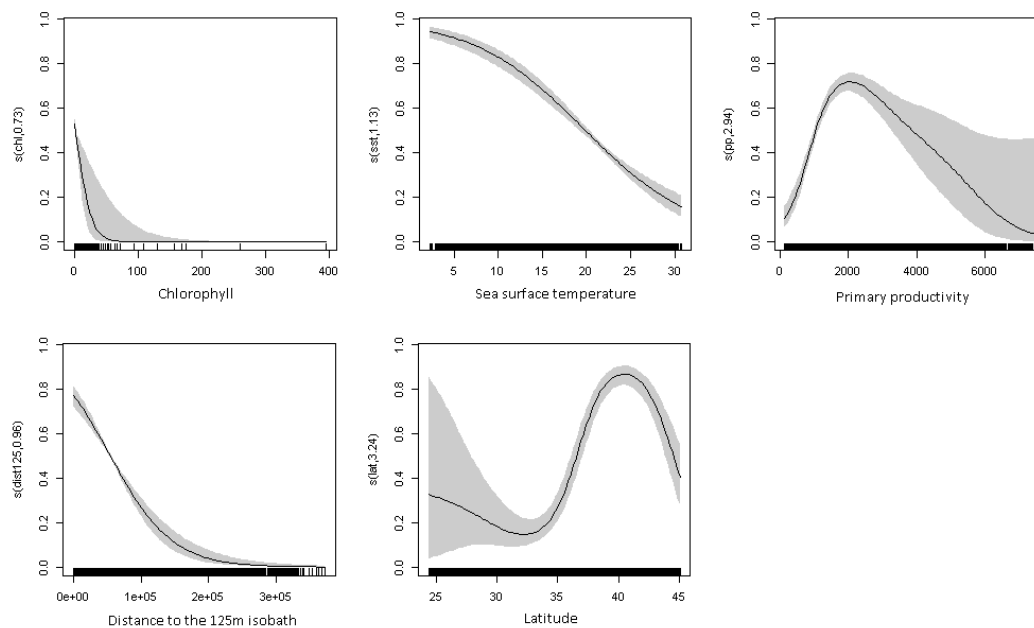 s(chl,0.73)
0.0 0.2 0.4 0.6 0.8 1.0
0 100 200 300 400
Chlorophyll
s(sst,1.13)
0.0 0.2 0.4 0.6 0.8 1.0
5 10 15 20 25 30
Sea surface temperature
s(pp,2.94)
0.0 0.2 0.4 0.6 0.8 1.0
0 2000 4000 6000
Primary productivity
s(dist125,0.96)
0.0 0.2 0.4 0.6 0.8 1.0
0e+00 1e+05 2e+05 3e+05
Distance to the 125m isobath
s(lat,3.24)
0.0 0.2 0.4 0.6 0.8 1.0
25 30 35 40 45
Latitude